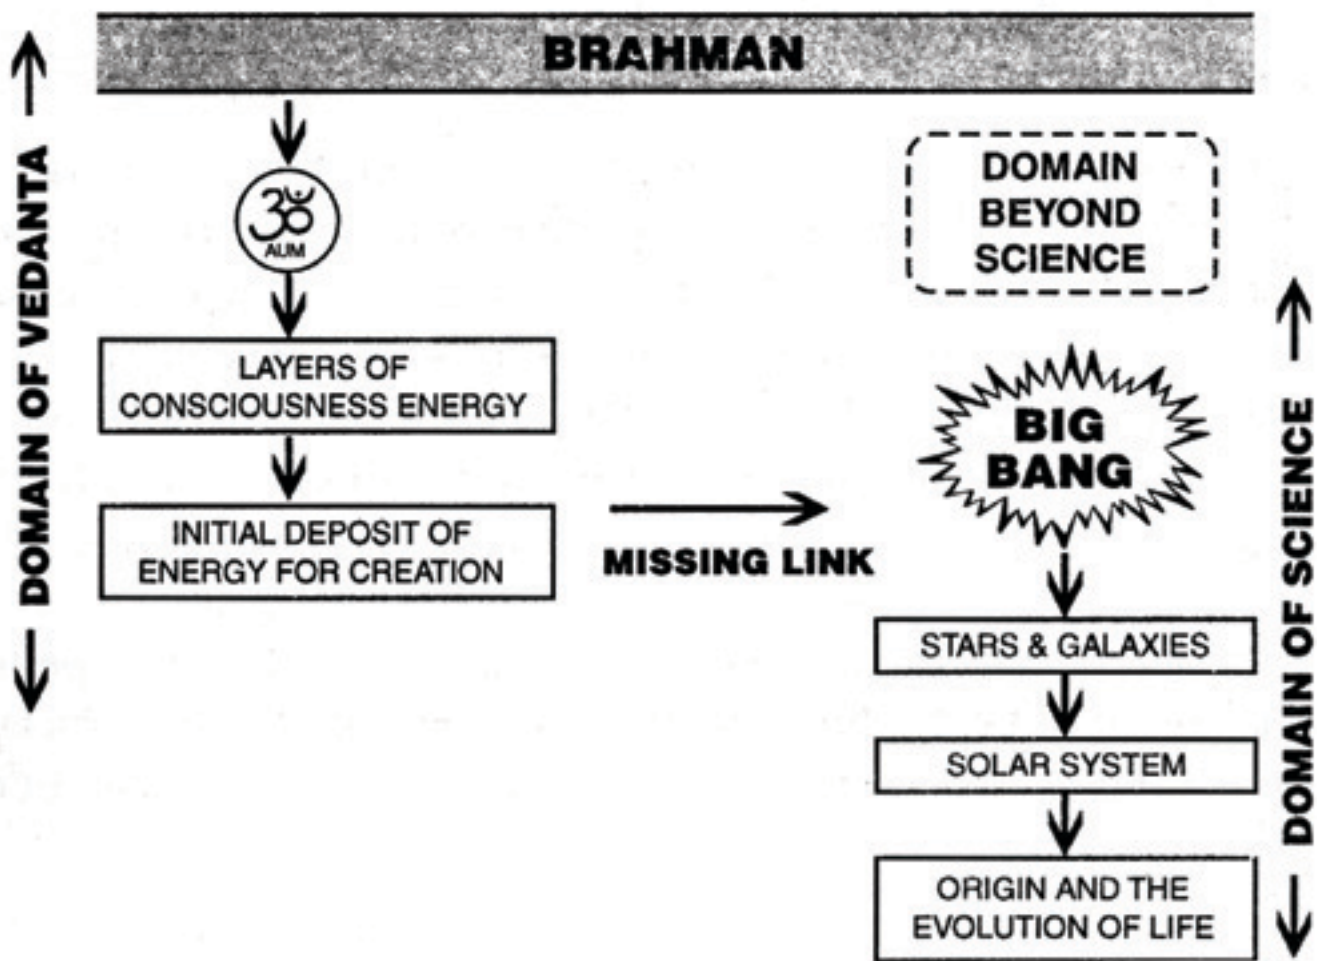 BRAHMAN
DOMAIN OF VEDANTA
ॐ
AUM
LAYERS OF
CONSCIOUSNESS ENERGY
INITIAL DEPOSIT OF
ENERGY FOR CREATION
MISSING LINK
DOMAIN
BEYOND
SCIENCE
BIG
BANG
STARS & GALAXIES
SOLAR SYSTEM
ORIGIN AND THE
EVOLUTION OF LIFE
DOMAIN OF SCIENCE